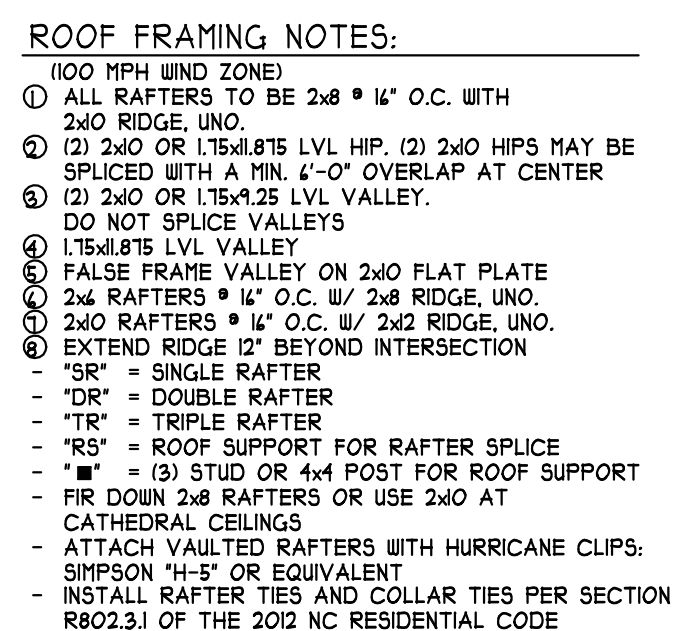 ROOF FRAMING NOTES:
(100 MPH WIND ZONE)
① ALL RAFTERS TO BE 2x8 @ 16" O.C. WITH
2x10 RIDGE, UNO.
② (2) 2x10 OR 1.75x11.875 LVL HIP. (2) 2x10 HIPS MAY BE
SPLICED WITH A MIN. 6'-0" OVERLAP AT CENTER
③ (2) 2x10 OR 1.75x9.25 LVL VALLEY.
DO NOT SPLICE VALLEYS
④ 1.75x11.875 LVL VALLEY
⑤ FALSE FRAME VALLEY ON 2x10 FLAT PLATE
⑥ 2x6 RAFTERS @ 16" O.C. W/ 2x8 RIDGE, UNO.
⑦ 2x10 RAFTERS @ 16" O.C. W/ 2x12 RIDGE, UNO.
⑧ EXTEND RIDGE 12" BEYOND INTERSECTION
- "SR" = SINGLE RAFTER
- "DR" = DOUBLE RAFTER
- "TR" = TRIPLE RAFTER
- "RS" = ROOF SUPPORT FOR RAFTER SPLICE
- "■" = (3) STUD OR 4x4 POST FOR ROOF SUPPORT
- FIR DOWN 2x8 RAFTERS OR USE 2x10 AT
CATHEDRAL CEILINGS
- ATTACH VAULTED RAFTERS WITH HURRICANE CLIPS:
SIMPSON "H-5" OR EQUIVALENT
- INSTALL RAFTER TIES AND COLLAR TIES PER SECTION
R802.3.1 OF THE 2012 NC RESIDENTIAL CODE